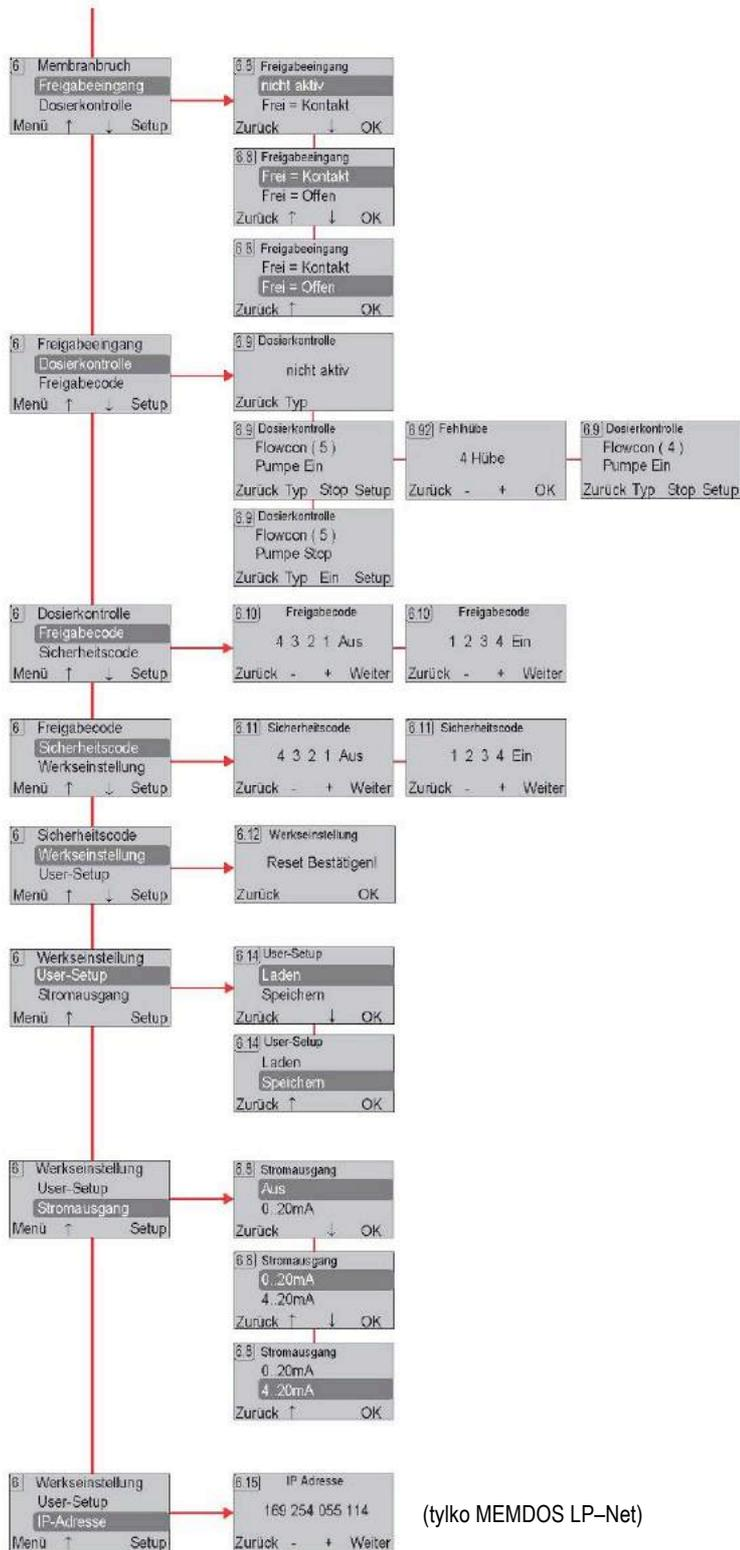 6 Membranbruch
Freigabeeingang
Dosierkontrolle
Menü ↑ ↓ Setup
6.8 Freigabeeingang
nicht aktiv
Frei = Kontakt
Zurück ↓ OK
6.8 Freigabeeingang
Frei = Kontakt
Frei = Offen
Zurück ↑ ↓ OK
6.8 Freigabeeingang
Frei = Kontakt
Frei = Offen
Zurück ↑ OK
6 Freigabeeingang
Dosierkontrolle
Freigabecode
Menü ↑ ↓ Setup
6.9 Dosierkontrolle
nicht aktiv
Zurück Typ
6.9 Dosierkontrolle
Flowcon ( 5 )
Pumpe Ein
Zurück Typ Stop Setup
6.92 Fehlhübe
4 Hübe
Zurück - + OK
6.9 Dosierkontrolle
Flowcon ( 4 )
Pumpe Ein
Zurück Typ Stop Setup
6.9 Dosierkontrolle
Flowcon ( 5 )
Pumpe Stop
Zurück Typ Ein Setup
6 Dosierkontrolle
Freigabecode
Sicherheitscode
Menü ↑ ↓ Setup
6.10 Freigabecode
4 3 2 1 Aus
Zurück - + Weiter
6.10 Freigabecode
1 2 3 4 Ein
Zurück - + Weiter
6 Freigabecode
Sicherheitscode
Werkseinstellung
Menü ↑ ↓ Setup
6.11 Sicherheitscode
4 3 2 1 Aus
Zurück - + Weiter
6.11 Sicherheitscode
1 2 3 4 Ein
Zurück - + Weiter
6 Sicherheitscode
Werkseinstellung
User-Setup
Menü ↑ ↓ Setup
6.12 Werkseinstellung
Reset Bestätigen!
Zurück OK
6 Werkseinstellung
User-Setup
Stromausgang
Menü ↑ Setup
6.14 User-Setup
Laden
Speichern
Zurück ↓ OK
6.14 User-Setup
Laden
Speichern
Zurück ↑ OK
6 Werkseinstellung
User-Setup
Stromausgang
Menü ↑ Setup
6.8 Stromausgang
Aus
0..20mA
Zurück ↓ OK
6.8 Stromausgang
0..20mA
4..20mA
Zurück ↑ ↓ OK
6.8 Stromausgang
0..20mA
4..20mA
Zurück ↑ OK
6 Werkseinstellung
User-Setup
IP-Adresse
Menü ↑ Setup
6.15 IP Adresse
169 254 055 114
Zurück - + Weiter
(tylko MEMDOS LP–Net)